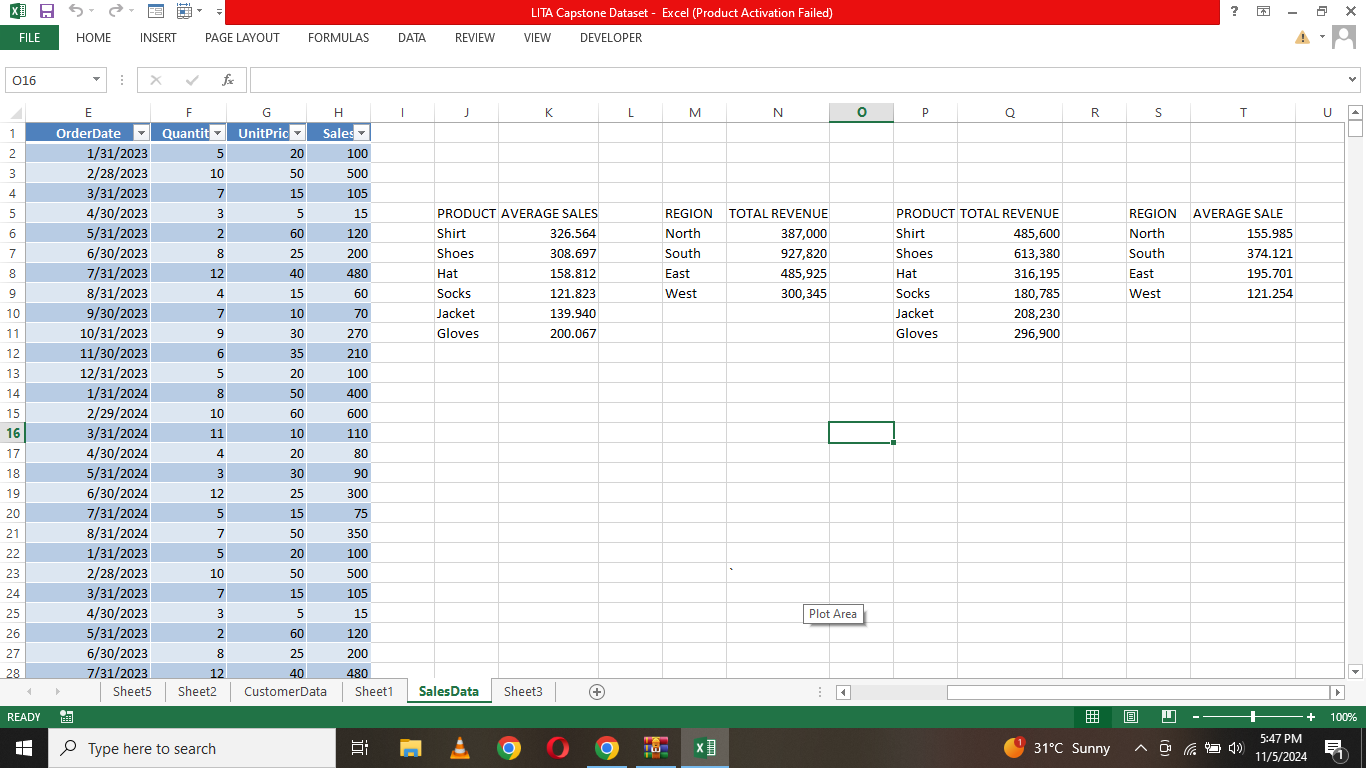 LITA Capstone Dataset -  Excel (Product Activation Failed)
FILE HOME INSERT PAGE LAYOUT FORMULAS DATA REVIEW VIEW DEVELOPER
O16 fx
E F G H I J K L M N O P Q R S T U
1 OrderDate Quantit UnitPric Sales
2 1/31/2023 5 20 100
3 2/28/2023 10 50 500
4 3/31/2023 7 15 105
5 4/30/2023 3 5 15 PRODUCT AVERAGE SALES REGION TOTAL REVENUE PRODUCT TOTAL REVENUE REGION AVERAGE SALE
6 5/31/2023 2 60 120 Shirt 326.564 North 387,000 Shirt 485,600 North 155.985
7 6/30/2023 8 25 200 Shoes 308.697 South 927,820 Shoes 613,380 South 374.121
8 7/31/2023 12 40 480 Hat 158.812 East 485,925 Hat 316,195 East 195.701
9 8/31/2023 4 15 60 Socks 121.823 West 300,345 Socks 180,785 West 121.254
10 9/30/2023 7 10 70 Jacket 139.940 Jacket 208,230
11 10/31/2023 9 30 270 Gloves 200.067 Gloves 296,900
12 11/30/2023 6 35 210
13 12/31/2023 5 20 100
14 1/31/2024 8 50 400
15 2/29/2024 10 60 600
16 3/31/2024 11 10 110
17 4/30/2024 4 20 80
18 5/31/2024 3 30 90
19 6/30/2024 12 25 300
20 7/31/2024 5 15 75
21 8/31/2024 7 50 350
22 1/31/2023 5 20 100
23 2/28/2023 10 50 500 `
24 3/31/2023 7 15 105
25 4/30/2023 3 5 15 Plot Area
26 5/31/2023 2 60 120
27 6/30/2023 8 25 200
28 7/31/2023 12 40 480
Sheet5 Sheet2 CustomerData Sheet1 SalesData Sheet3
READY 100%
Type here to search 31°C Sunny 5:47 PM
11/5/2024 1